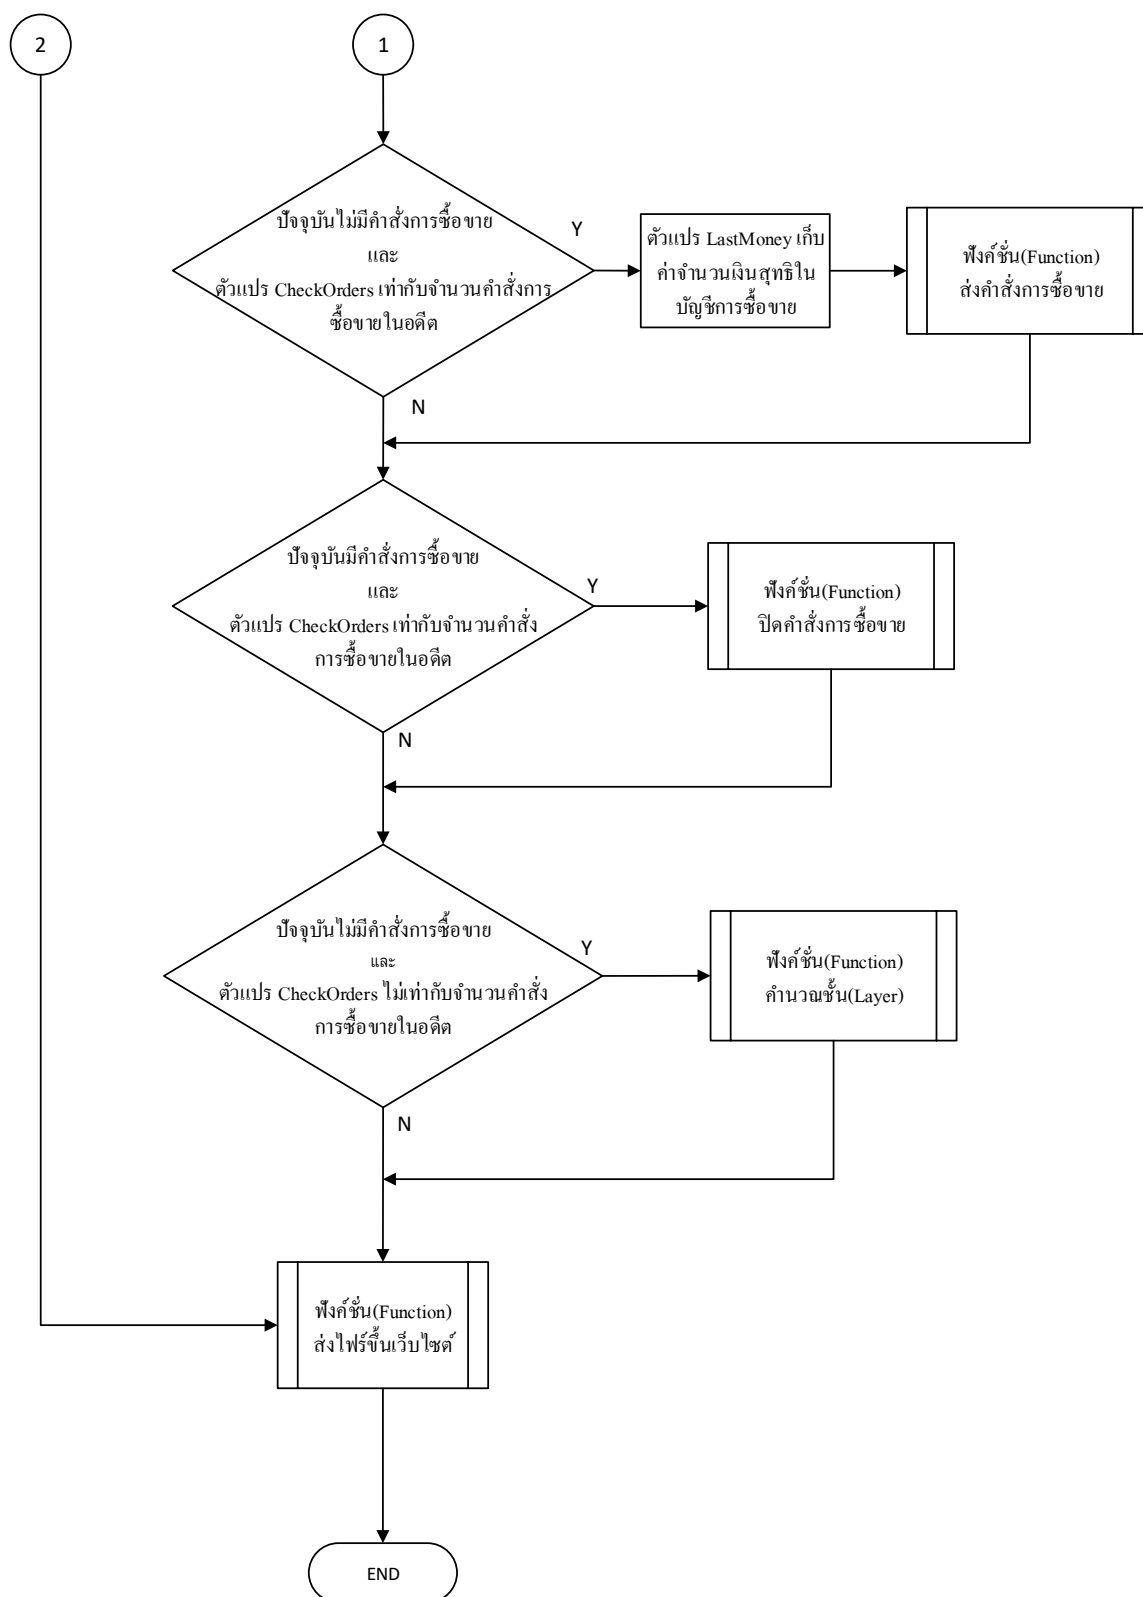 2
1
ปัจจุบันไม่มีคำสั่งการซื้อขาย
และ
ตัวแปร CheckOrders เท่ากับจำนวนคำสั่งการ
ซื้อขายในอดีต
Y
ตัวแปร LastMoney เก็บ
ค่าจำนวนเงินสุทธิใน
บัญชีการซื้อขาย
ฟังค์ชั่น(Function)
ส่งคำสั่งการซื้อขาย
N
ปัจจุบันมีคำสั่งการซื้อขาย
และ
ตัวแปร CheckOrders เท่ากับจำนวนคำสั่ง
การซื้อขายในอดีต
Y
ฟังค์ชั่น(Function)
ปิดคำสั่งการซื้อขาย
N
ปัจจุบันไม่มีคำสั่งการซื้อขาย
และ
ตัวแปร CheckOrders ไม่เท่ากับจำนวนคำสั่ง
การซื้อขายในอดีต
Y
ฟังค์ชั่น(Function)
คำนวณชั้น(Layer)
N
ฟังค์ชั่น(Function)
ส่งไฟร์ขึ้นเว็บไซต์
END